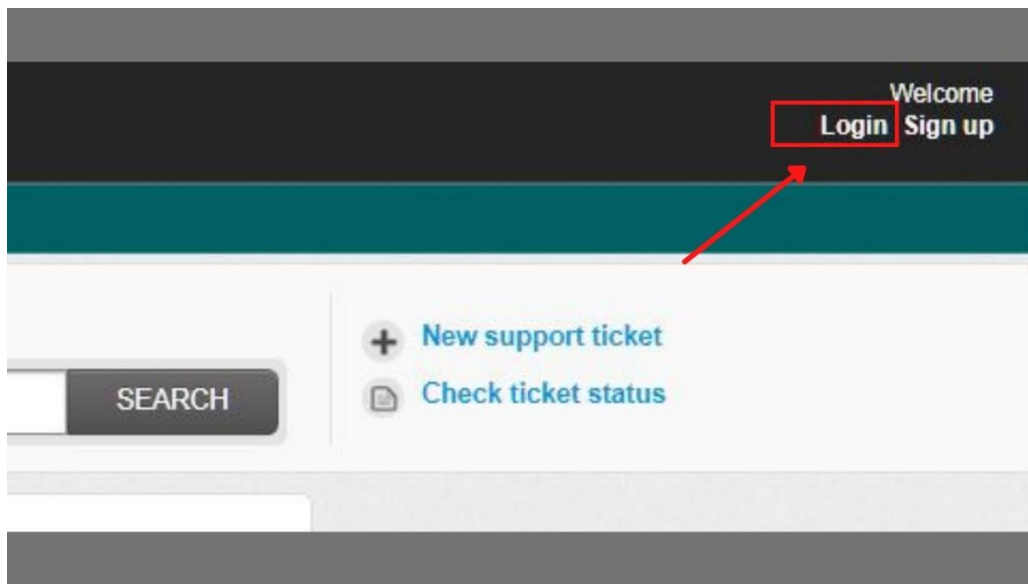 Welcome
Login Sign up
New support ticket
SEARCH
Check ticket status